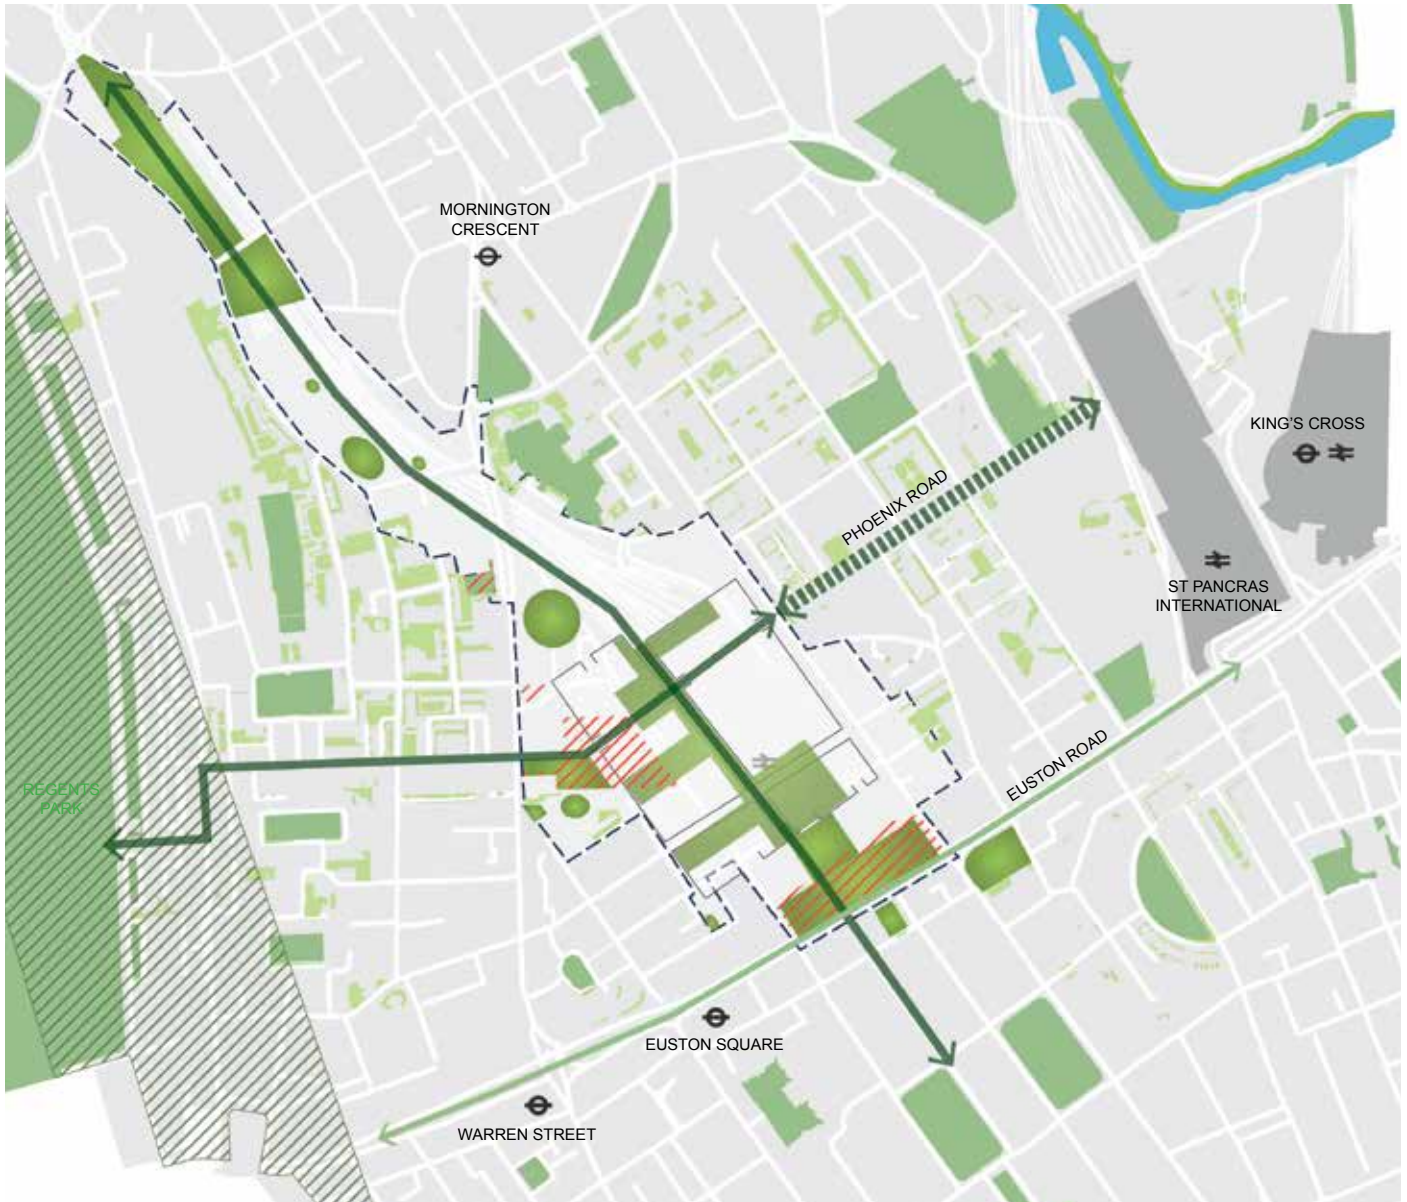 MORNINGTON
CRESCENT
KING'S CROSS
PHOENIX ROAD
ST PANCRAS
INTERNATIONAL
EUSTON ROAD
REGENTS
PARK
EUSTON SQUARE
WARREN STREET